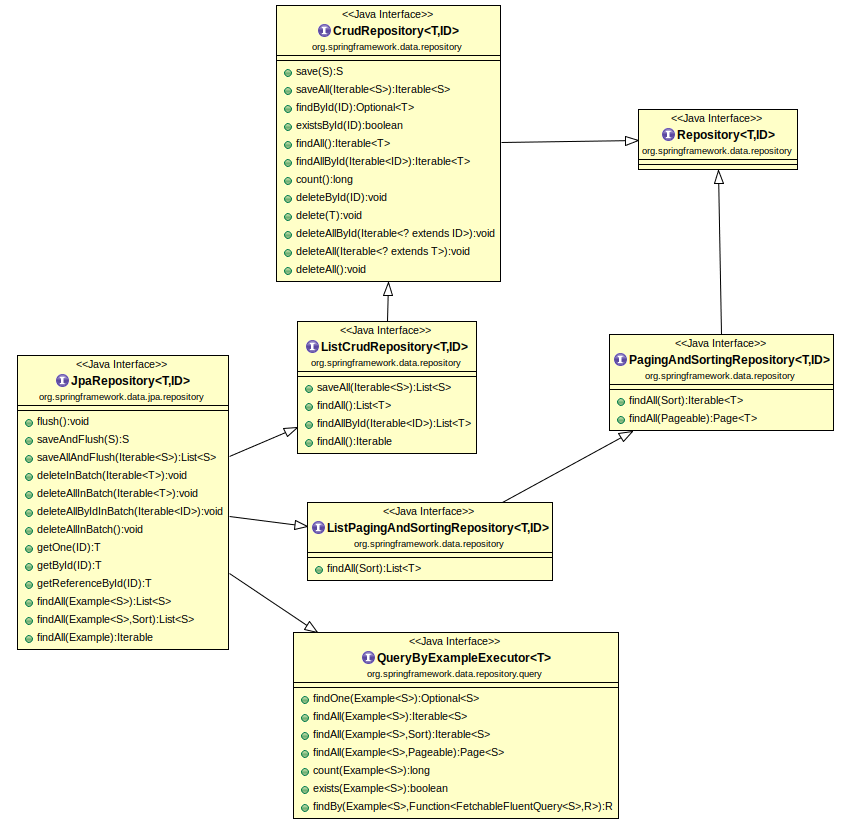 <<Java Interface>>
CrudRepository<T,ID>
org.springframework.data.repository
save(S):S
saveAll(Iterable<S>):Iterable<S>
findById(ID):Optional<T>
existsById(ID):boolean
findAll():Iterable<T>
findAllById(Iterable<ID>):Iterable<T>
count():long
deleteById(ID):void
delete(T):void
deleteAllById(Iterable<? extends ID>):void
deleteAll(Iterable<? extends T>):void
deleteAll():void
<<Java Interface>>
Repository<T,ID>
org.springframework.data.repository
<<Java Interface>>
ListCrudRepository<T,ID>
org.springframework.data.repository
saveAll(Iterable<S>):List<S>
findAll():List<T>
findAllById(Iterable<ID>):List<T>
findAll():Iterable
<<Java Interface>>
PagingAndSortingRepository<T,ID>
org.springframework.data.repository
findAll(Sort):Iterable<T>
findAll(Pageable):Page<T>
<<Java Interface>>
JpaRepository<T,ID>
org.springframework.data.jpa.repository
flush():void
saveAndFlush(S):S
saveAllAndFlush(Iterable<S>):List<S>
deleteInBatch(Iterable<T>):void
deleteAllInBatch(Iterable<T>):void
deleteAllByIdInBatch(Iterable<ID>):void
deleteAllInBatch():void
getOne(ID):T
getById(ID):T
getReferenceById(ID):T
findAll(Example<S>):List<S>
findAll(Example<S>,Sort):List<S>
findAll(Example):Iterable
<<Java Interface>>
ListPagingAndSortingRepository<T,ID>
org.springframework.data.repository
findAll(Sort):List<T>
<<Java Interface>>
QueryByExampleExecutor<T>
org.springframework.data.repository.query
findOne(Example<S>):Optional<S>
findAll(Example<S>):Iterable<S>
findAll(Example<S>,Sort):Iterable<S>
findAll(Example<S>,Pageable):Page<S>
count(Example<S>):long
exists(Example<S>):boolean
findBy(Example<S>,Function<FetchableFluentQuery<S>,R>):R